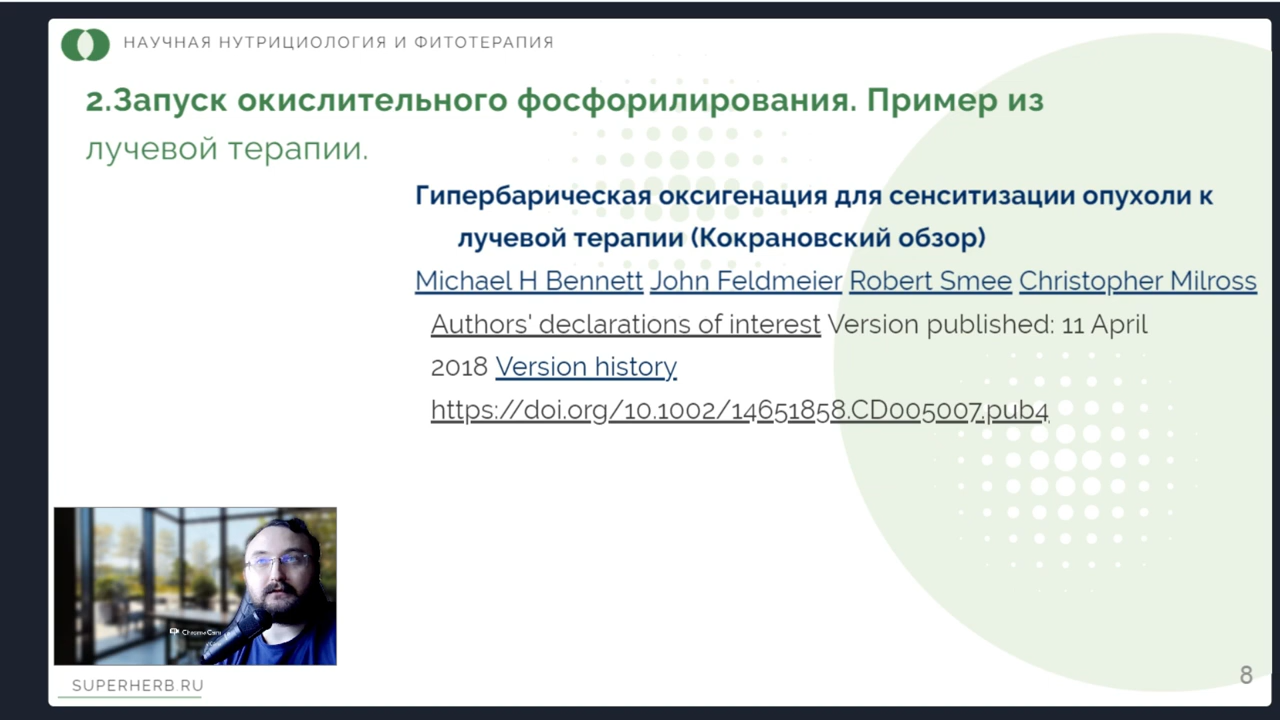 НАУЧНАЯ НУТРИЦИОЛОГИЯ И ФИТОТЕРАПИЯ
2.Запуск окислительного фосфорилирования. Пример из
лучевой терапии.
Гипербарическая оксигенация для сенситизации опухоли к
лучевой терапии (Кокрановский обзор)
Michael H Bennett John Feldmeier Robert Smee Christopher Milross
Authors' declarations of interest Version published: 11 April
2018 Version history
https://doi.org/10.1002/14651858.CD005007.pub4
SUPERHERB.RU
8